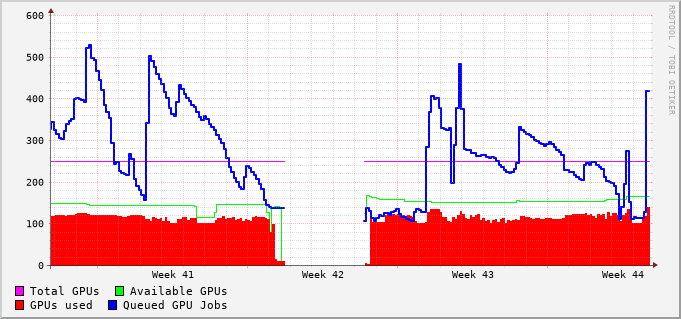 600
500
400
300
200
100
0
Week 41 Week 42 Week 43 Week 44
Total GPUs Available GPUs
GPUs used Queued GPU Jobs
RRDTOOL / TOBI OETIKER